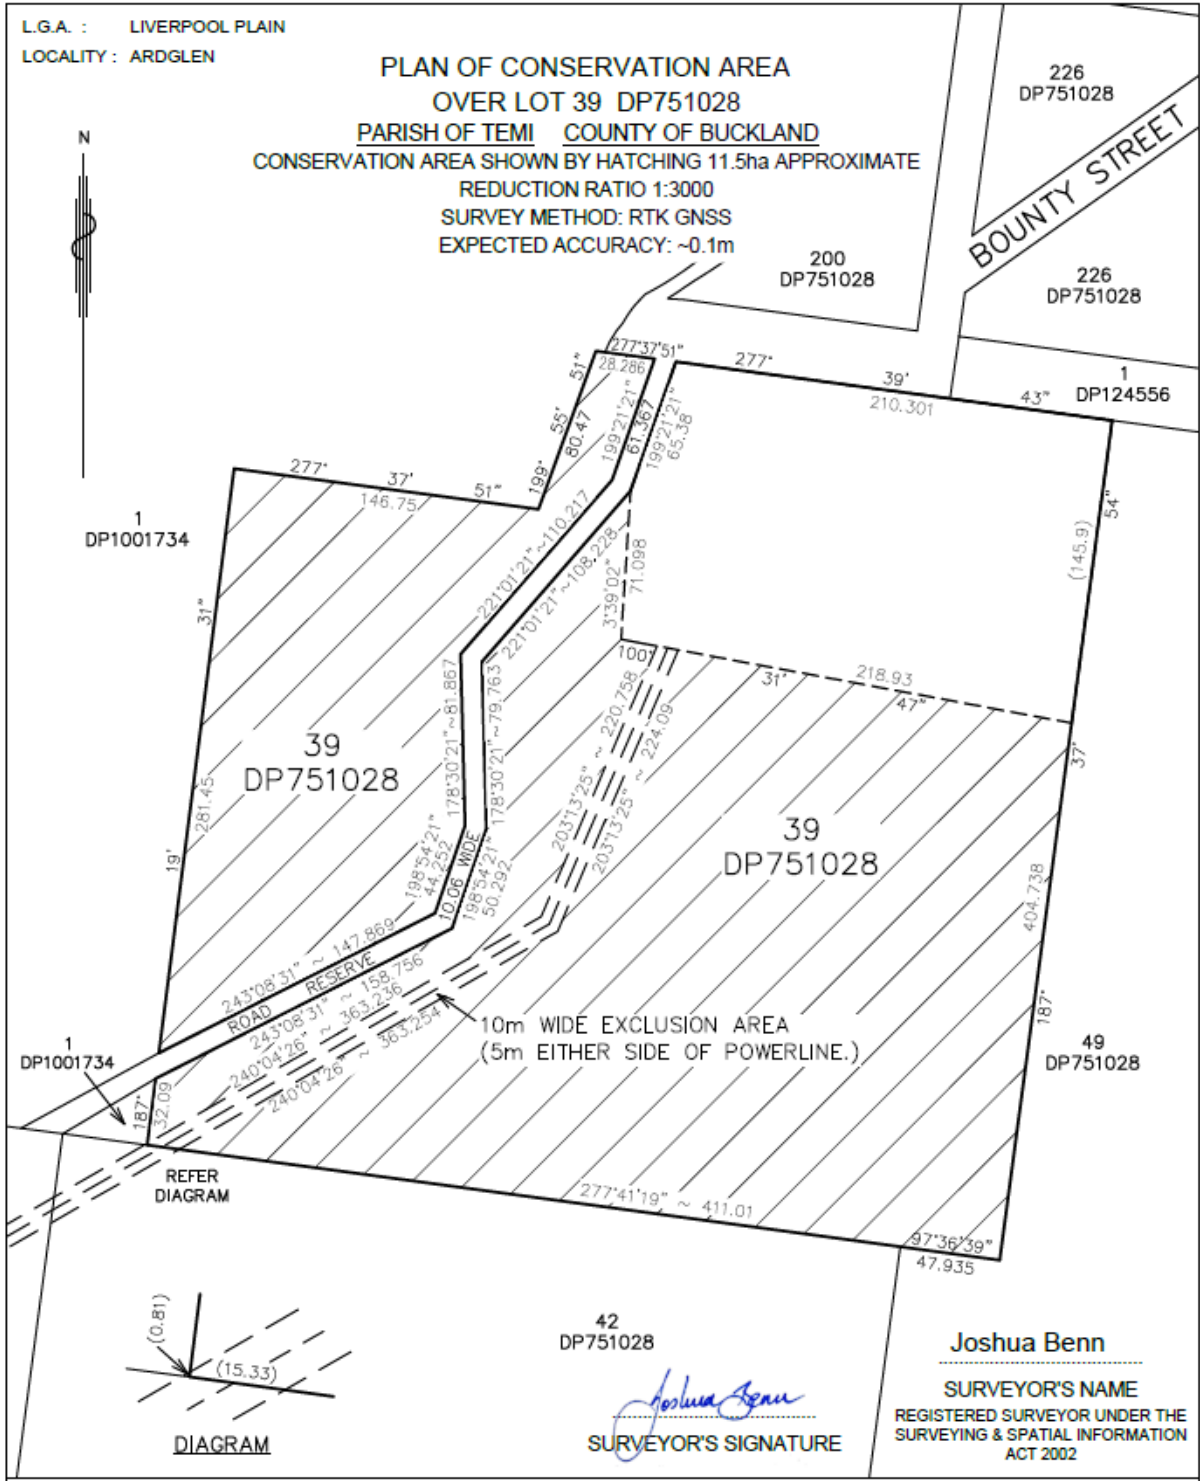 L.G.A. : LIVERPOOL PLAIN
LOCALITY : ARDGLEN
PLAN OF CONSERVATION AREA
OVER LOT 39 DP751028
PARISH OF TEMI COUNTY OF BUCKLAND
CONSERVATION AREA SHOWN BY HATCHING 11.5ha APPROXIMATE
REDUCTION RATIO 1:3000
SURVEY METHOD: RTK GNSS
EXPECTED ACCURACY: ~0.1m
N
226
DP751028
BOUNTY STREET
200
DP751028
226
DP751028
1
DP124556
277°37'51"
28.286
277° 39' 43"
210.301
199° 55' 51"
80.47
199°21'21"
61.367
199°21'21"
65.38
277° 37' 51"
146.75
1
DP1001734
221°01'21"~110.217
221°01'21"~108.228
3°39'02"
71.098
(145.9)
187° 37' 54"
404.738
100° 31' 47"
218.93
187° 19' 31"
281.45
178°30'21"~81.867
178°30'21"~79.763
203°13'25" ~ 220.758
203°13'25" ~ 224.09
39
DP751028
39
DP751028
198°54'21"
44.252
10.06 WIDE
198°54'21"
50.292
243°08'31" ~ 147.869
ROAD RESERVE
243°08'31" ~ 158.756
240°04'26" ~ 363.236
240°04'26" ~ 363.254
10m WIDE EXCLUSION AREA
(5m EITHER SIDE OF POWERLINE.)
1
DP1001734
49
DP751028
32.09
REFER
DIAGRAM
277°41'19" ~ 411.01
97°36'39"
47.935
(0.81)
(15.33)
DIAGRAM
42
DP751028
Joshua Benn
SURVEYOR'S SIGNATURE
Joshua Benn
SURVEYOR'S NAME
REGISTERED SURVEYOR UNDER THE
SURVEYING & SPATIAL INFORMATION
ACT 2002